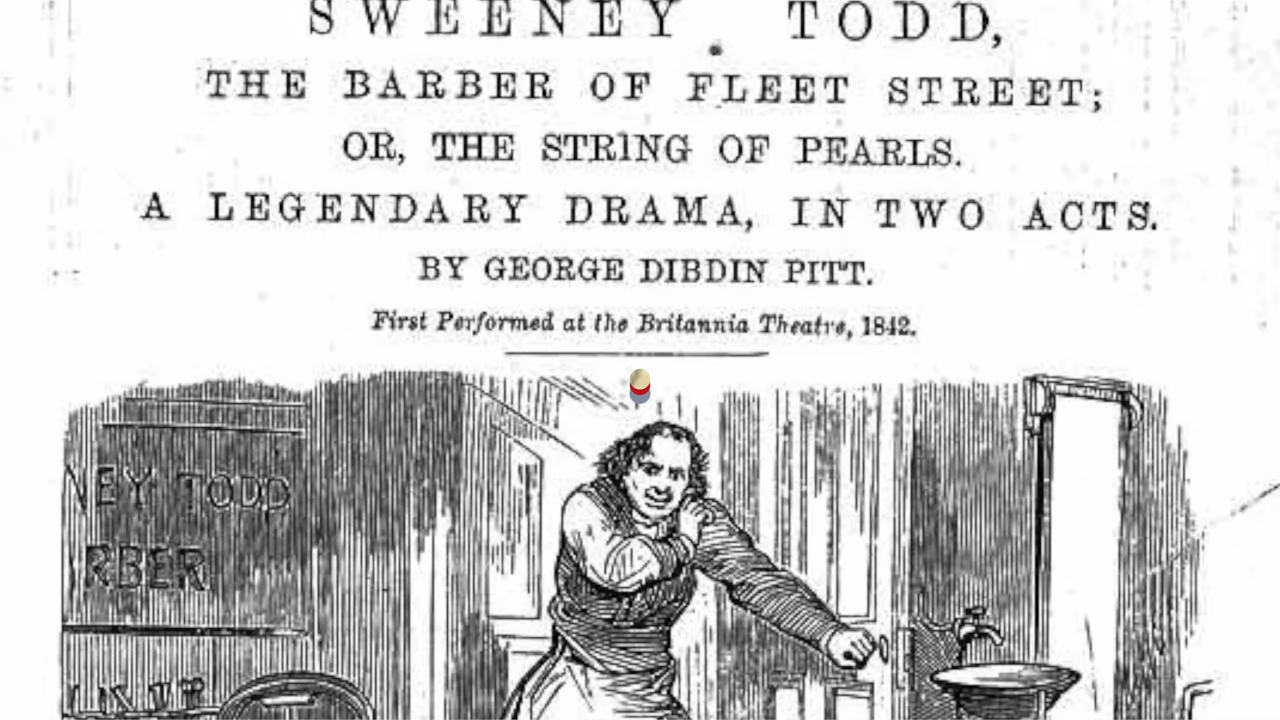 SWEENEY TODD,
THE BARBER OF FLEET STREET;
OR, THE STRING OF PEARLS.
A LEGENDARY DRAMA, IN TWO ACTS.
BY GEORGE DIBDIN PITT.
First Performed at the Britannia Theatre, 1842.
NEY TODD
RBER